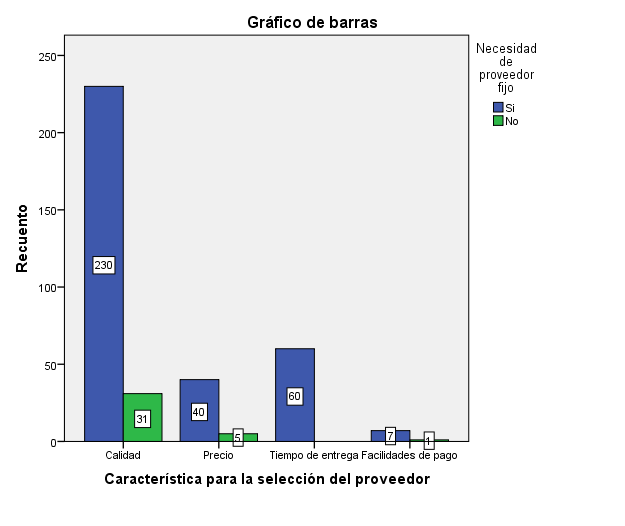 Gráfico de barras
Necesidad
de
proveedor
fijo
Si
No
250
200
150
100
50
0
Recuento
230
31
40
5
60
7
1
Calidad
Precio
Tiempo de entrega
Facilidades de pago
Característica para la selección del proveedor